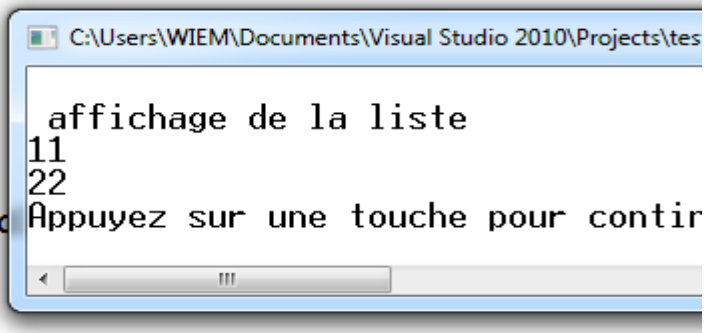 C:\Users\WIEM\Documents\Visual Studio 2010\Projects\tes
affichage de la liste
11
22
Appuyez sur une touche pour contin